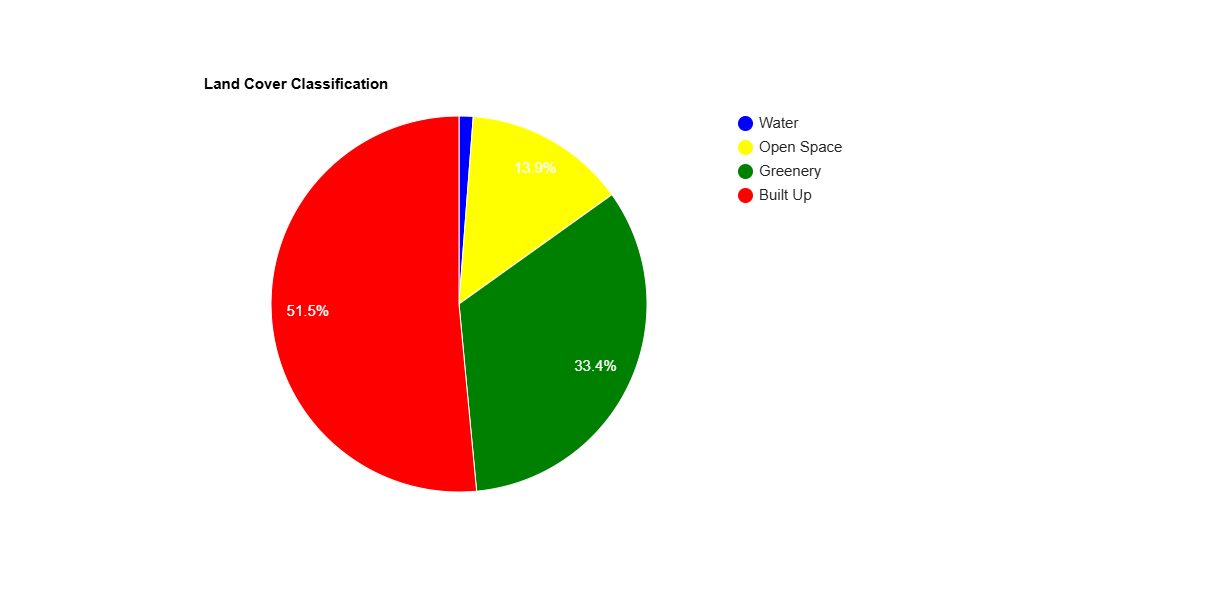 Land Cover Classification
Water
Open Space
Greenery
Built Up
13.9%
51.5%
33.4%